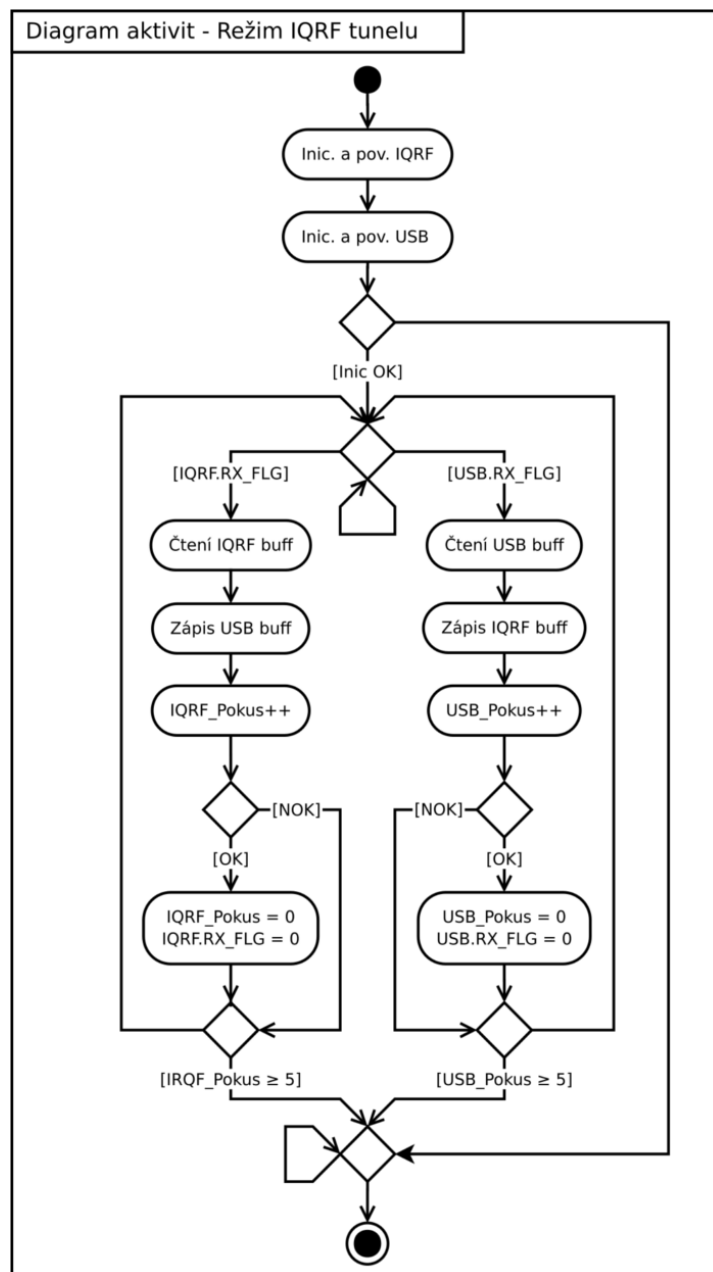 Diagram aktivit - Režim IQRF tunelu
Inic. a pov. IQRF
Inic. a pov. USB
[Inic OK]
[IQRF.RX_FLG]
[USB.RX_FLG]
Čtení IQRF buff
Čtení USB buff
Zápis USB buff
Zápis IQRF buff
IQRF_Pokus++
USB_Pokus++
[NOK]
[NOK]
[OK]
[OK]
IQRF_Pokus = 0
IQRF.RX_FLG = 0
USB_Pokus = 0
USB.RX_FLG = 0
[IRQF_Pokus ≥ 5]
[USB_Pokus ≥ 5]